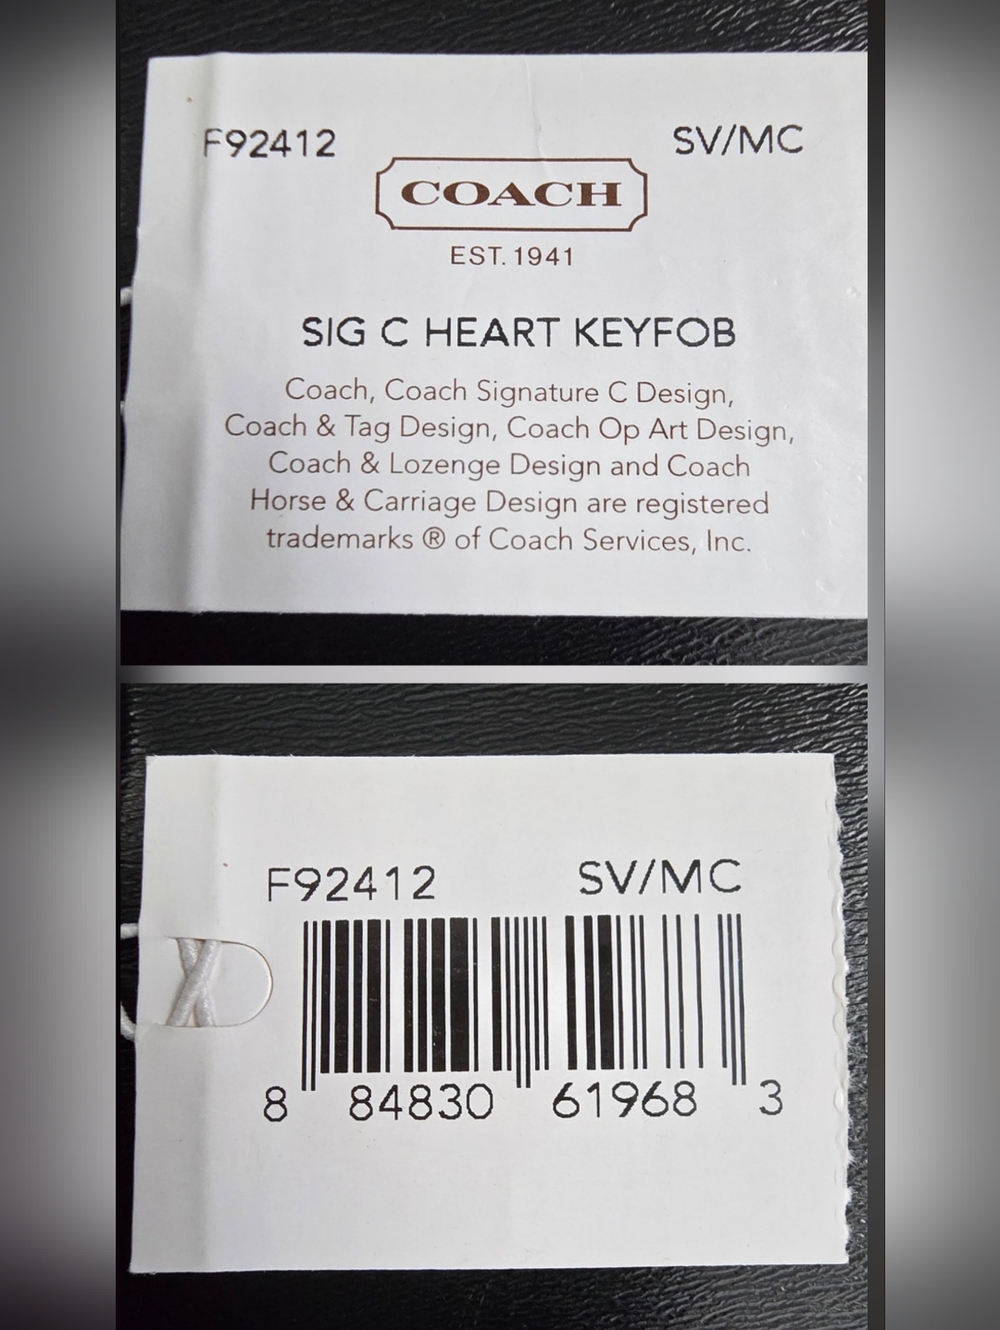 F92412 SV/MC
COACH
EST. 1941
SIG C HEART KEYFOB
Coach, Coach Signature C Design,
Coach & Tag Design, Coach Op Art Design,
Coach & Lozenge Design and Coach
Horse & Carriage Design are registered
trademarks ® of Coach Services, Inc.
F92412 SV/MC
8 84830 61968 3